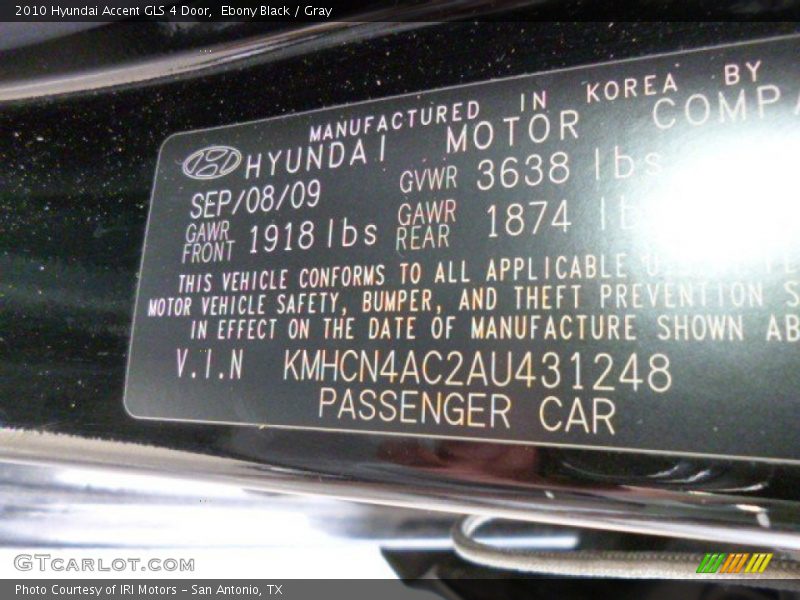 2010 Hyundai Accent GLS 4 Door, Ebony Black / Gray
MANUFACTURED IN KOREA BY
HYUNDAI MOTOR COMPA
SEP/08/09 GVWR 3638 lbs
GAWR FRONT 1918 lbs GAWR REAR 1874 lb
THIS VEHICLE CONFORMS TO ALL APPLICABLE
MOTOR VEHICLE SAFETY, BUMPER, AND THEFT PREVENTION S
IN EFFECT ON THE DATE OF MANUFACTURE SHOWN AB
V.I.N KMHCN4AC2AU431248
PASSENGER CAR
GTcarlot.com
Photo Courtesy of IRI Motors - San Antonio, TX